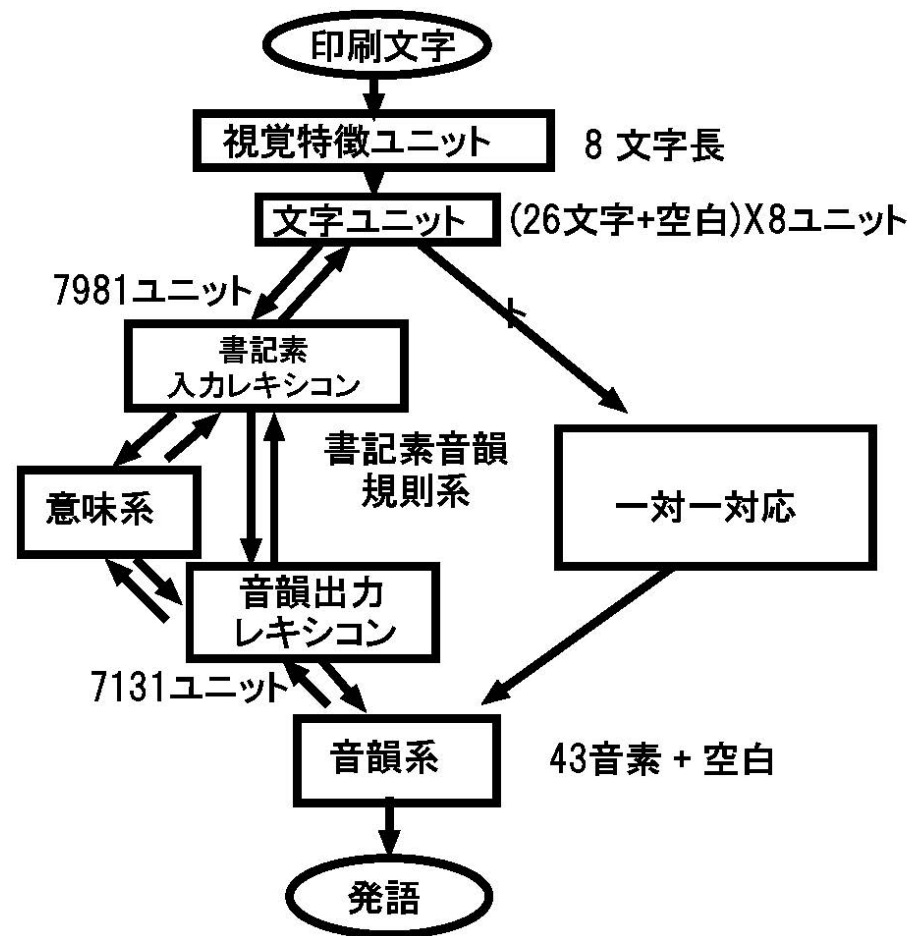 印刷文字
視覚特徴ユニット
8 文字長
文字ユニット
(26文字+空白)X8ユニット
7981ユニット
書記素
入力レキシコン
書記素音韻
規則系
意味系
一対一対応
音韻出力
レキシコン
7131ユニット
音韻系
43音素 + 空白
発語